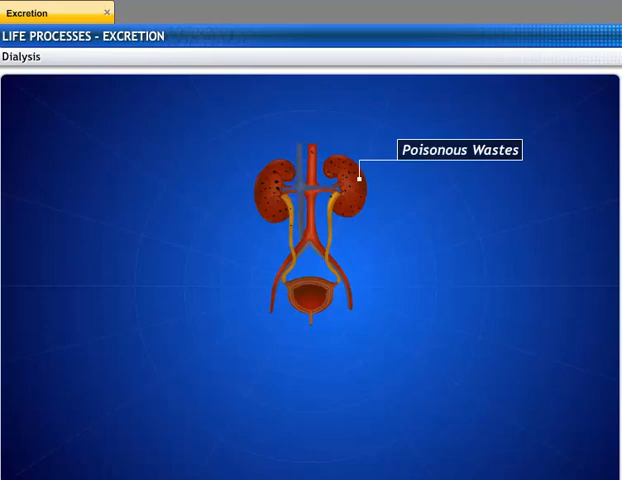 Excretion
LIFE PROCESSES - EXCRETION
Dialysis
Poisonous Wastes